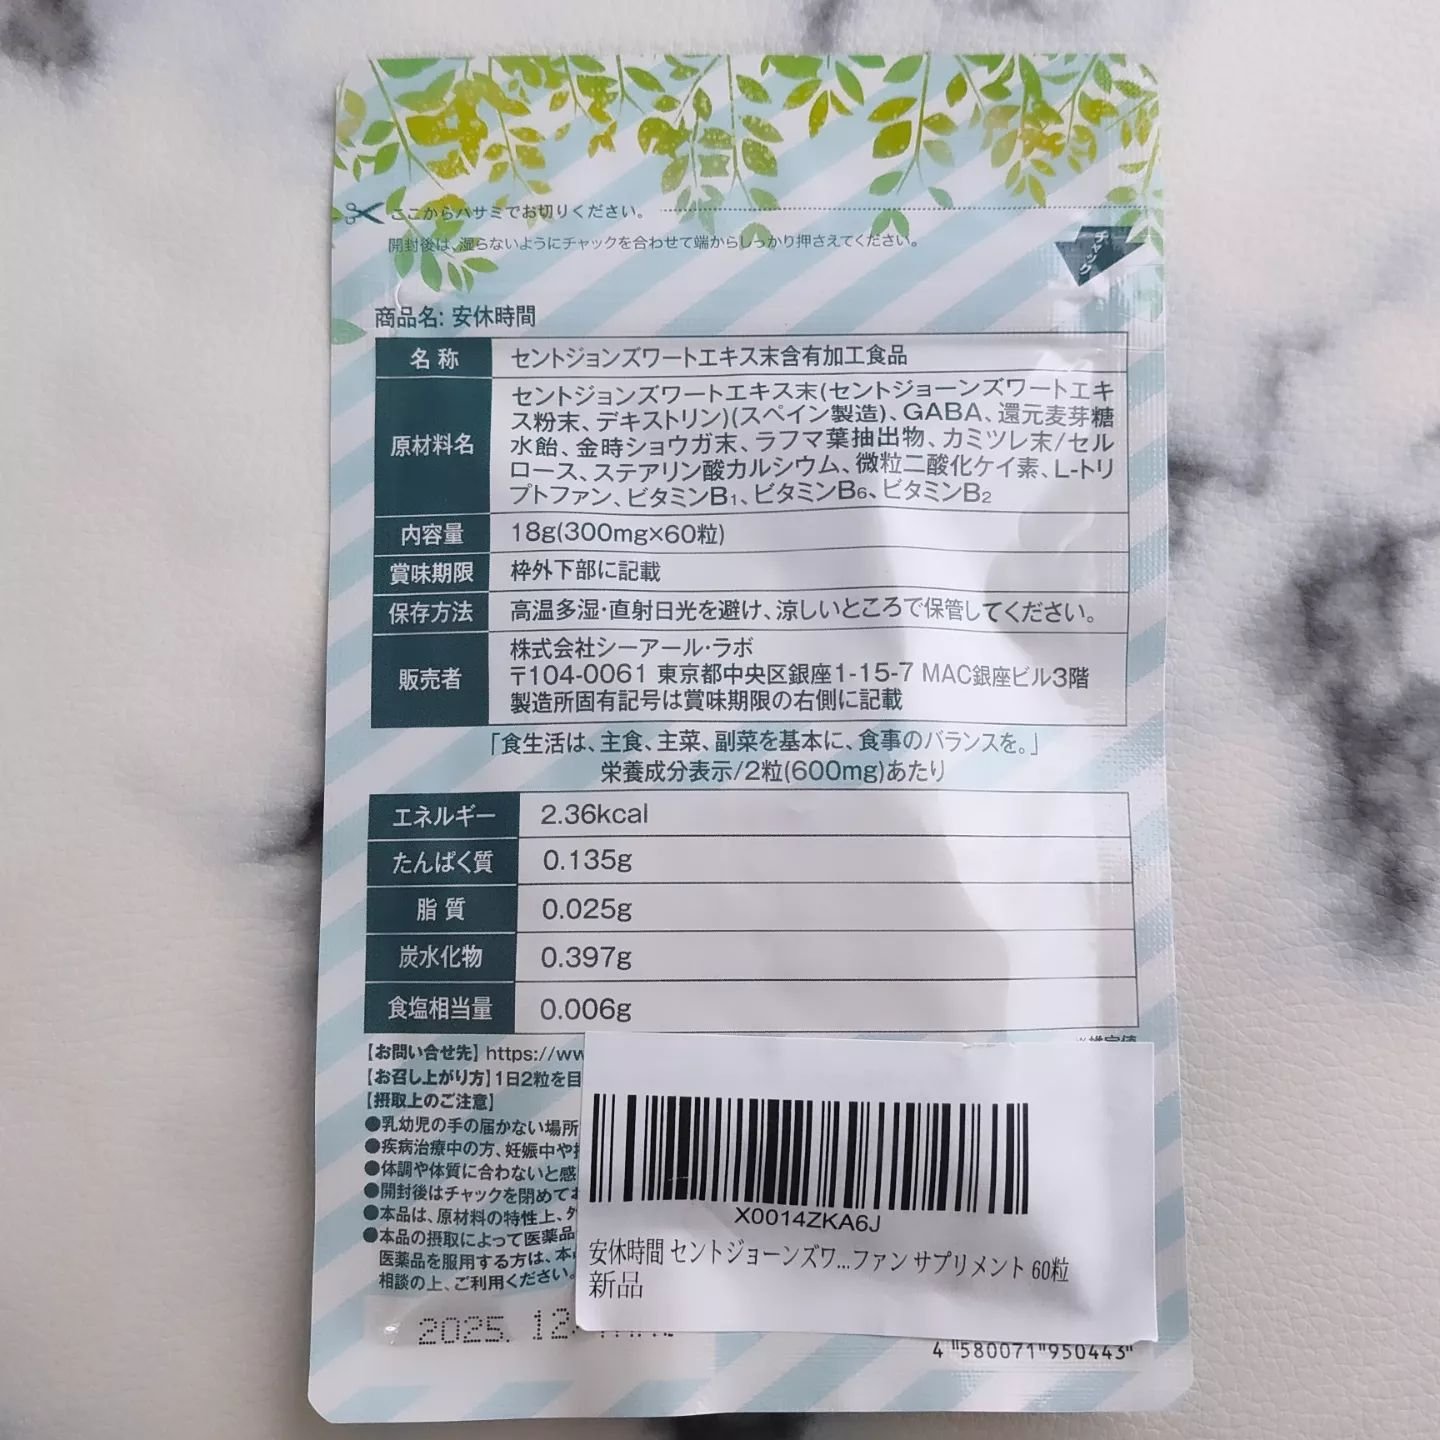 ここからハサミでお切りください。
開封後は、湿らないようにチャックを合わせて端からしっかり押さえてください。
チャック
商品名: 安休時間
名 称 セントジョンズワートエキス末含有加工食品
原材料名 セントジョンズワートエキス末(セントジョーンズワートエキ
ス粉末、デキストリン)(スペイン製造)、GABA、還元麦芽糖
水飴、金時ショウガ末、ラフマ葉抽出物、カミツレ末/セル
ロース、ステアリン酸カルシウム、微粒二酸化ケイ素、L-トリ
プトファン、ビタミンB1、ビタミンB6、ビタミンB2
内容量 18g(300mg×60粒)
賞味期限 枠外下部に記載
保存方法 高温多湿・直射日光を避け、涼しいところで保管してください。
販売者 株式会社シーアール・ラボ
〒104-0061 東京都中央区銀座1-15-7 MAC銀座ビル3階
製造所固有記号は賞味期限の右側に記載
「食生活は、主食、主菜、副菜を基本に、食事のバランスを。」
栄養成分表示/2粒(600mg)あたり
エネルギー 2.36kcal
たんぱく質 0.135g
脂 質 0.025g
炭水化物 0.397g
食塩相当量 0.006g
【お問い合せ先】https://ww
【お召し上がり方】1日2粒を目
【摂取上のご注意】
●乳幼児の手の届かない場所
●疾病治療中の方、妊娠中や
●体調や体質に合わないと感
●開封後はチャックを閉めてお
●本品は、原材料の特性上、
●本品の摂取によって医薬品
医薬品を服用する方は、本
相談の上、ご利用ください。
2025. 12
X0014ZKA6J
安休時間 セントジョーンズワ...ファン サプリメント 60粒
新品
4 580071 950443